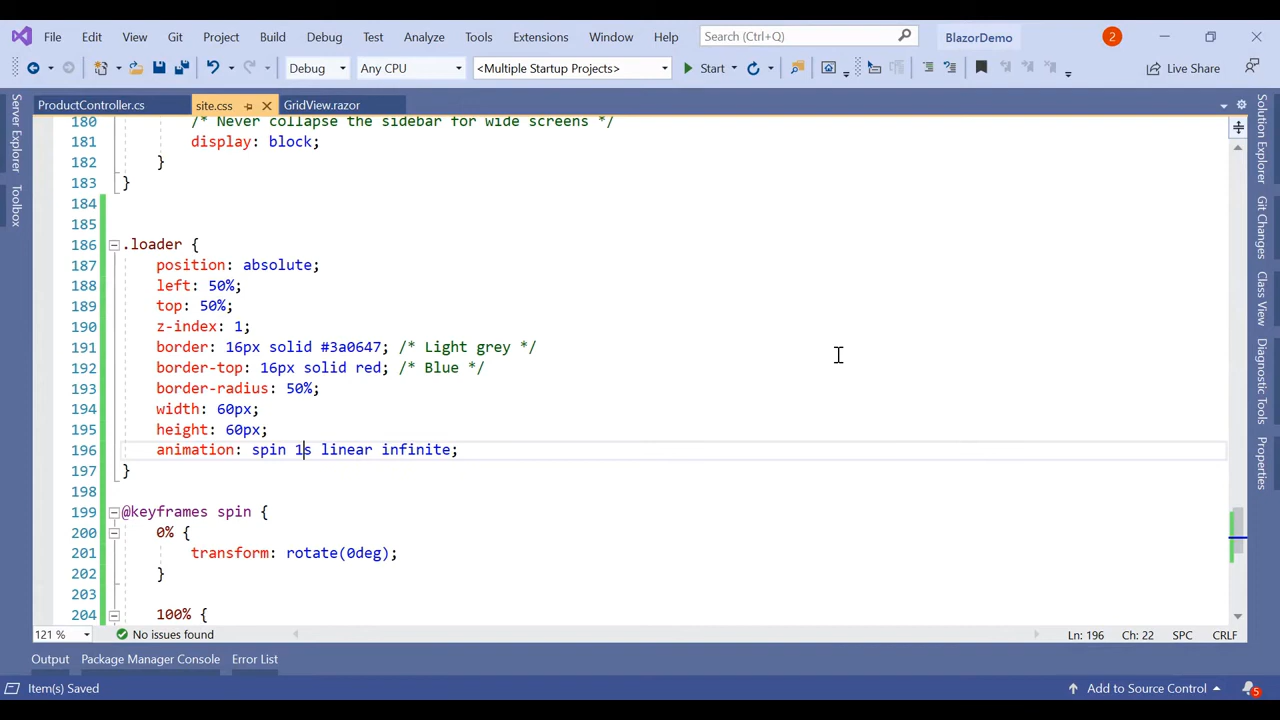 File Edit View Git Project Build Debug Test Analyze Tools Extensions Window Help Search (Ctrl+Q) BlazorDemo 2
Debug Any CPU <Multiple Startup Projects> Start Live Share
ProductController.cs site.css GridView.razor
Server Explorer
Toolbox
180 /* Never collapse the sidebar for wide screens */
181 display: block;
182 }
183 }
184
185
186 .loader {
187 position: absolute;
188 left: 50%;
189 top: 50%;
190 z-index: 1;
191 border: 16px solid #3a0647; /* Light grey */
192 border-top: 16px solid red; /* Blue */
193 border-radius: 50%;
194 width: 60px;
195 height: 60px;
196 animation: spin 1s linear infinite;
197 }
198
199 @keyframes spin {
200 0% {
201 transform: rotate(0deg);
202 }
203
204 100% {
Solution Explorer
Git Changes
Class View
Diagnostic Tools
Properties
121 % No issues found Ln: 196 Ch: 22 SPC CRLF
Output Package Manager Console Error List
Item(s) Saved Add to Source Control 5